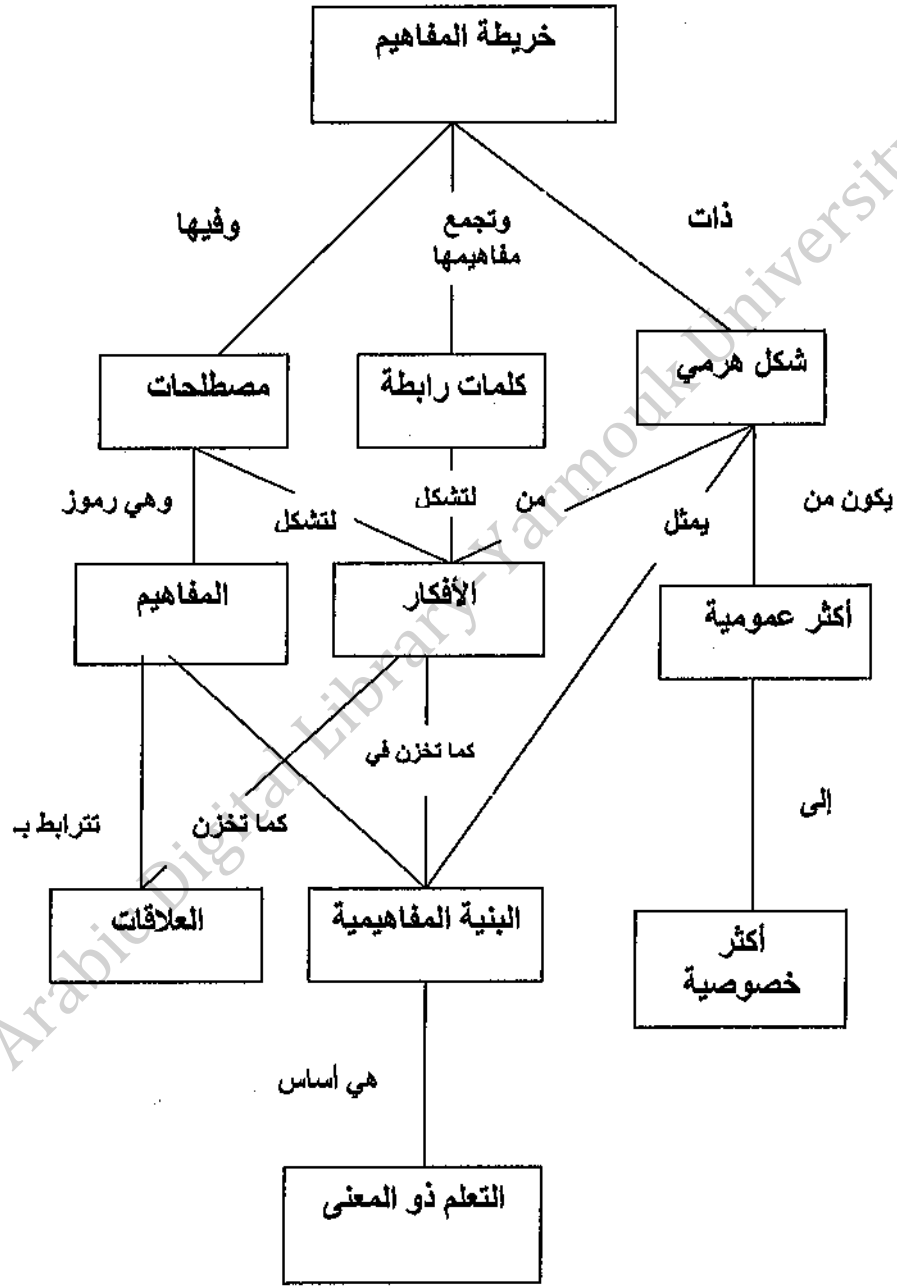 خريطة المفاهيم
ذات
وتجمع
مفاهيمها
وفيها
شكل هرمي
كلمات رابطة
مصطلحات
يكون من
يمثل
من
لتشكل
لتشكل
وهي رموز
أكثر عمومية
الأفكار
المفاهيم
كما تخزن في
إلى
كما تخزن
تترابط بـ
أكثر
خصوصية
البنية المفاهيمية
العلاقات
هي أساس
التعلم ذو المعنى
Arabic Digital Library-Yarmouk University